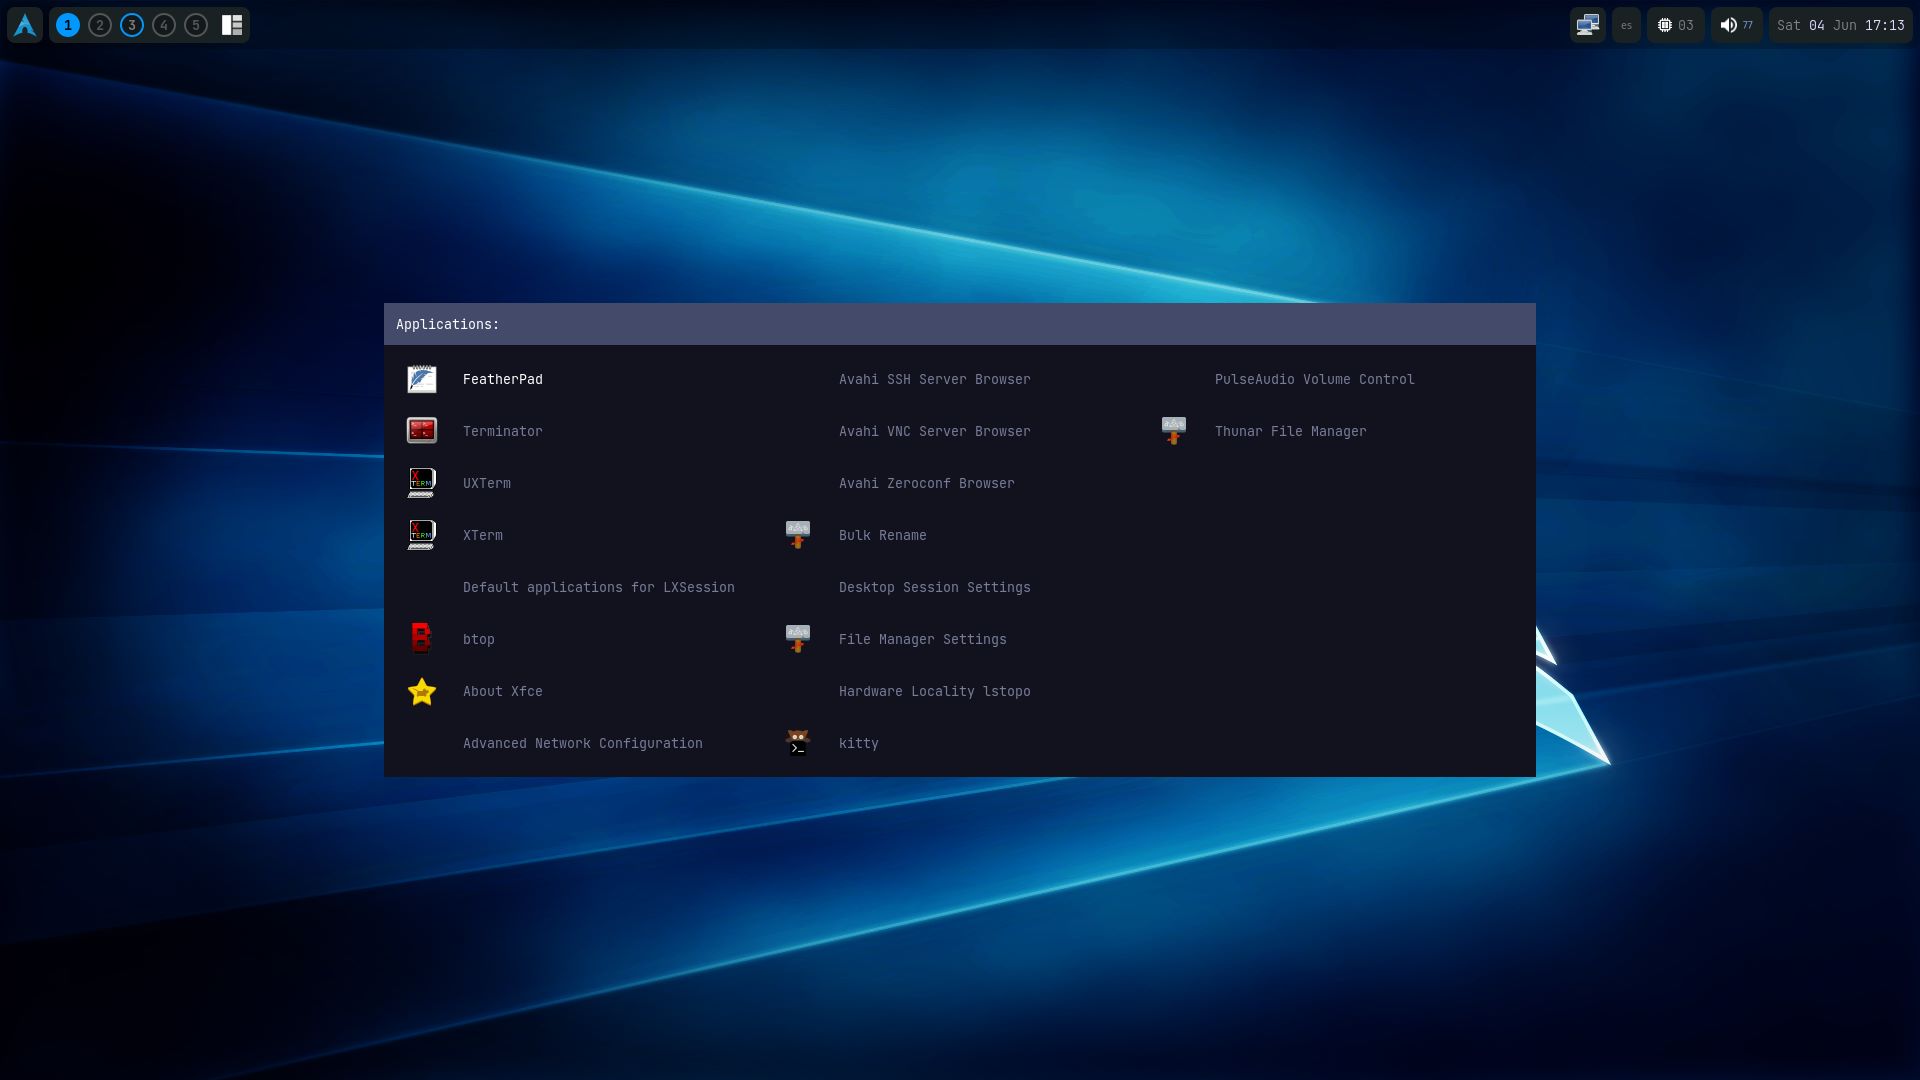 1 2 3 4 5
es 03 77 Sat 04 Jun 17:13
Applications:
FeatherPad
Terminator
UXTerm
XTerm
Default applications for LXSession
btop
About Xfce
Advanced Network Configuration
Avahi SSH Server Browser
Avahi VNC Server Browser
Avahi Zeroconf Browser
Bulk Rename
Desktop Session Settings
File Manager Settings
Hardware Locality lstopo
kitty
PulseAudio Volume Control
Thunar File Manager